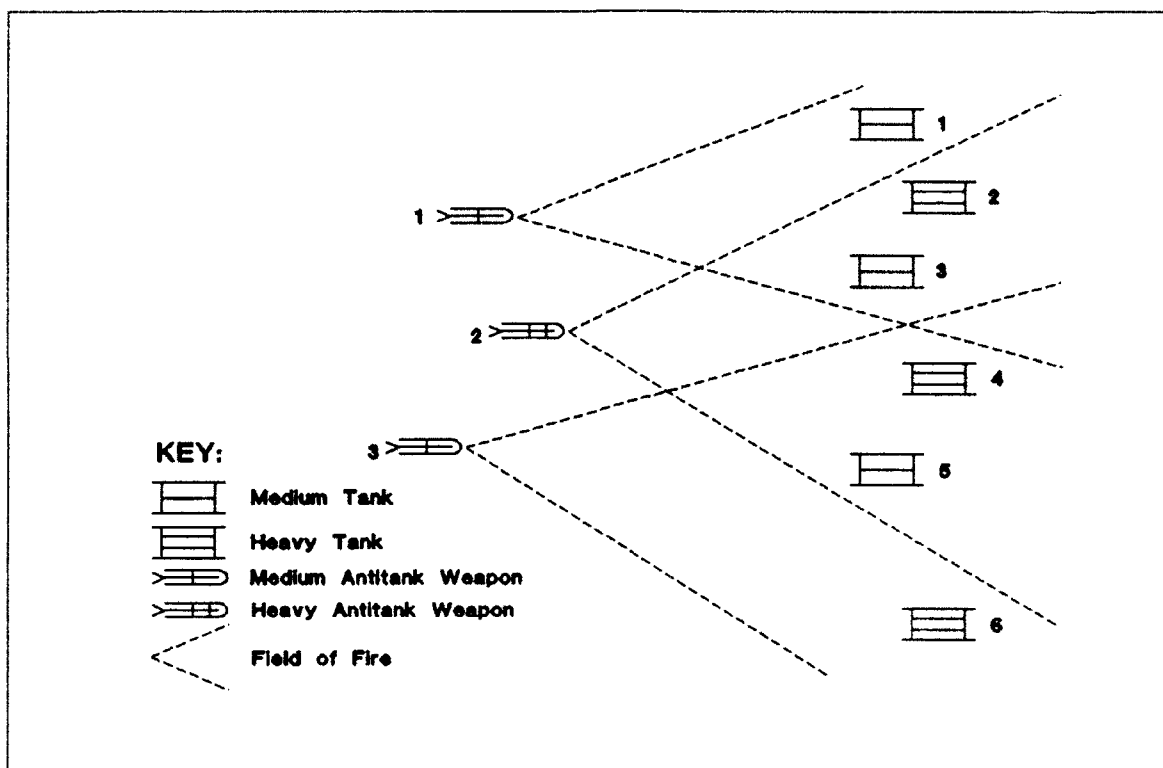 1
2
1
3
2
4
3
KEY:
5
Medium Tank
Heavy Tank
Medium Antitank Weapon
Heavy Antitank Weapon
6
Field of Fire